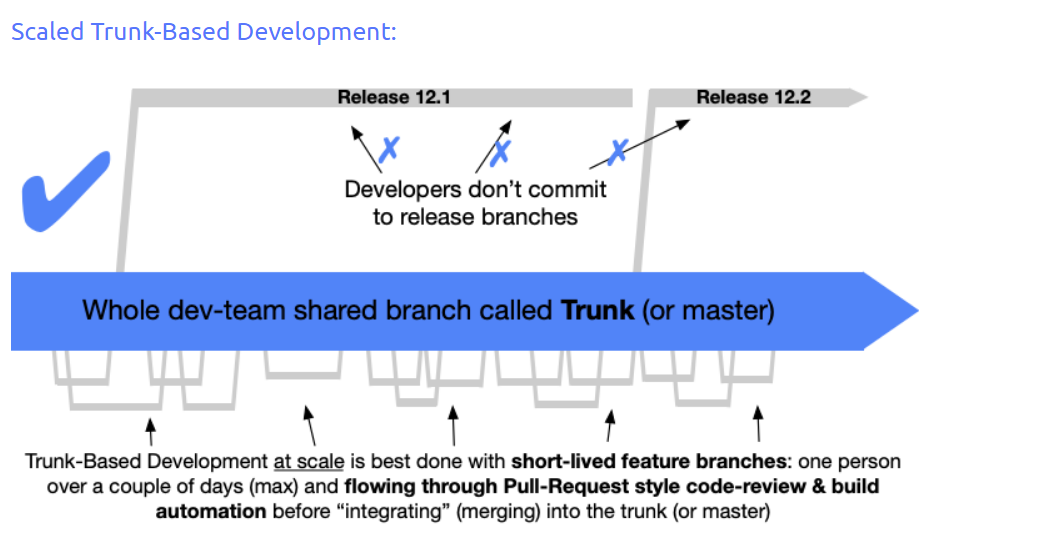 Scaled Trunk-Based Development:
Release 12.1
Release 12.2
Developers don’t commit
to release branches
Whole dev-team shared branch called Trunk (or master)
Trunk-Based Development at scale is best done with short-lived feature branches: one person
over a couple of days (max) and flowing through Pull-Request style code-review & build
automation before “integrating” (merging) into the trunk (or master)